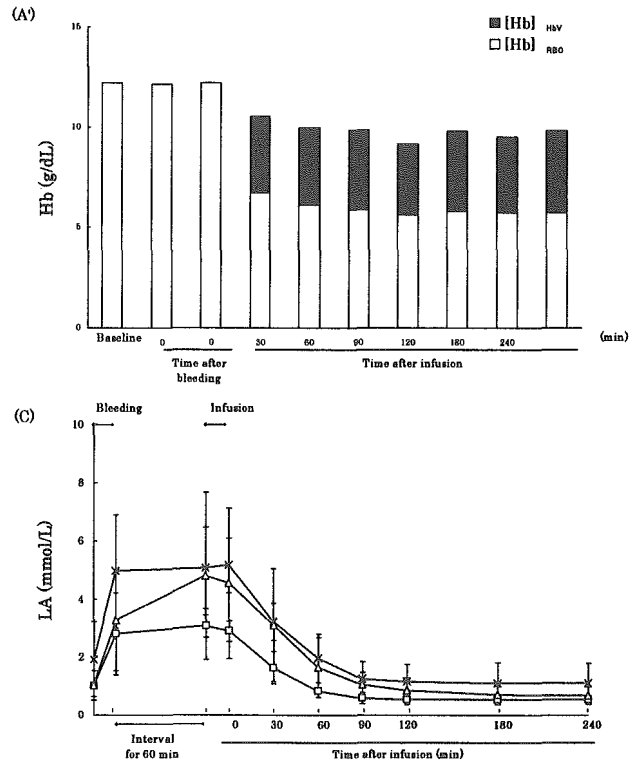 (A')
15
10
5
0
Hb (g/dL)
[Hb] HbV
[Hb] RBC
Baseline 0 0 30 60 90 120 180 240 (min)
Time after bleeding
Time after infusion
(C)
Bleeding Infusion
10
8
6
4
2
0
LA (mmol/L)
0 30 60 90 120 180 240
Interval for 60 min
Time after infusion (min)